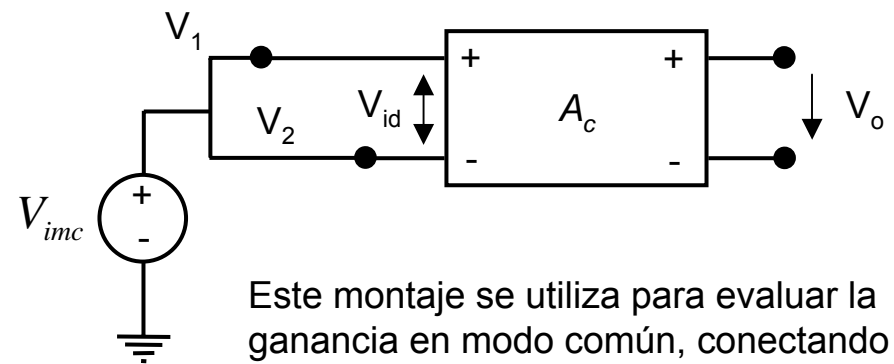 V1
+
+
Vid
Ac
Vo
V2
-
-
+
Vimc
-
Este montaje se utiliza para evaluar la
ganancia en modo común, conectando